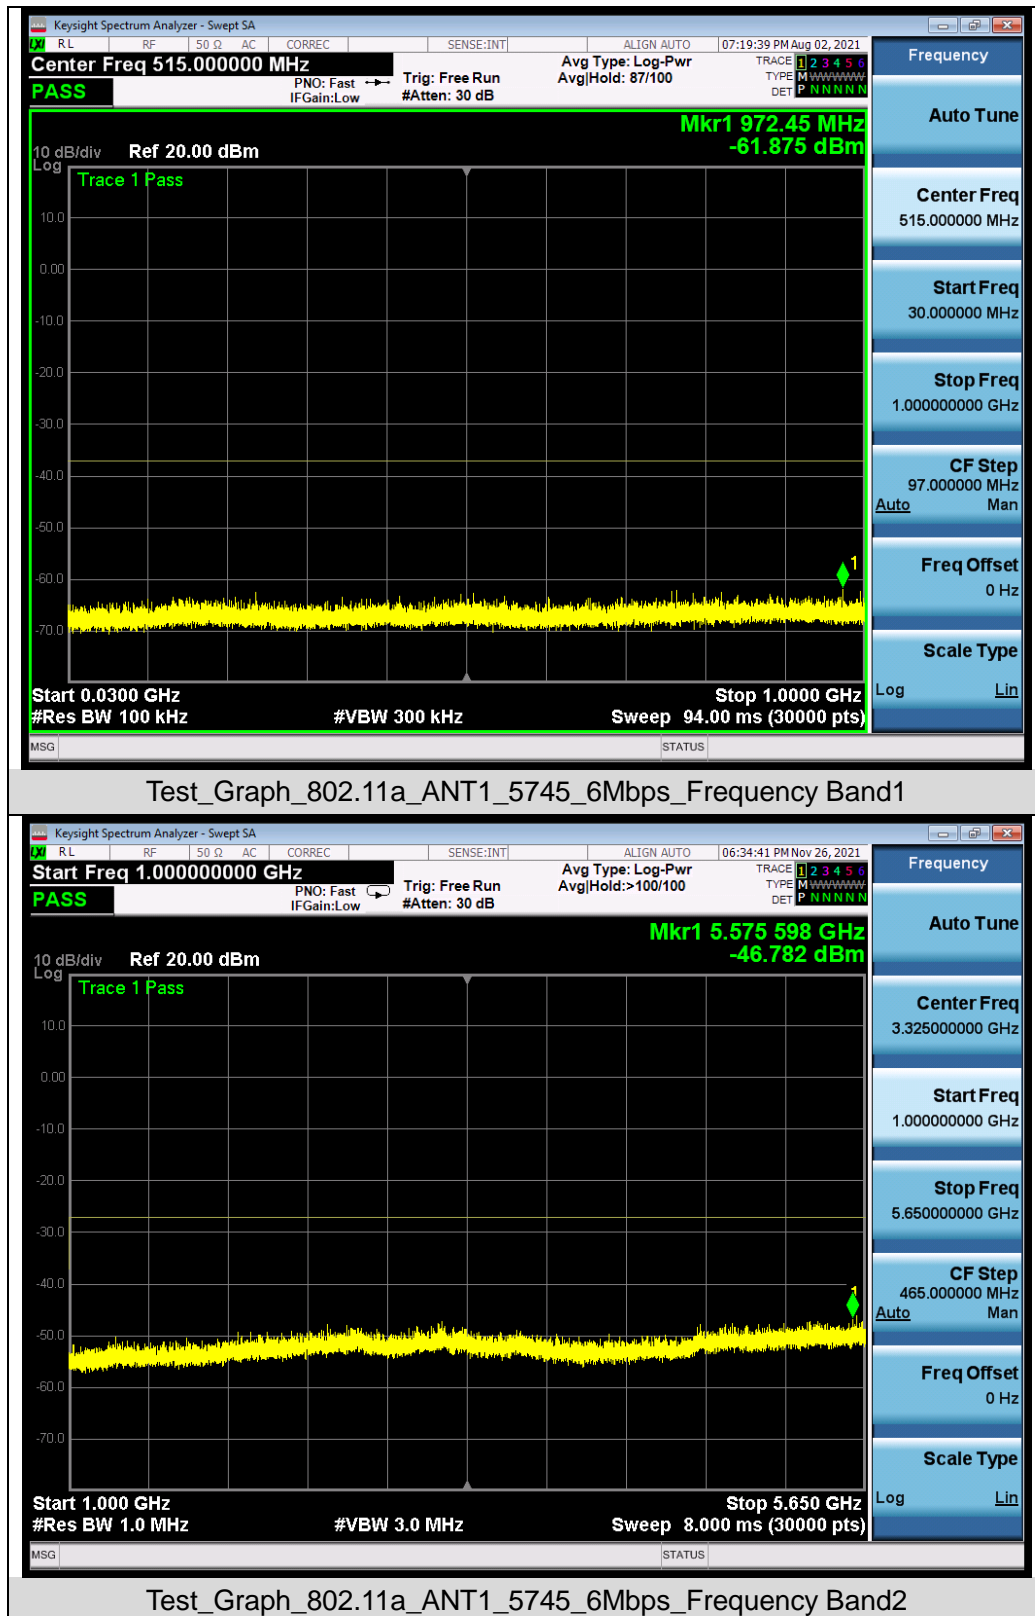 Keysight Spectrum Analyzer - Swept SA
LXI RL RF 50 Ω AC CORREC SENSE:INT ALIGN AUTO 07:19:39 PM Aug 02, 2021
Center Freq 515.000000 MHz
PNO: Fast
IFGain:Low
Trig: Free Run
#Atten: 30 dB
Avg Type: Log-Pwr
Avg|Hold: 87/100
TRACE 1 2 3 4 5 6
TYPE M WWWWW
DET P N N N N N
PASS
Mkr1 972.45 MHz
-61.875 dBm
10 dB/div Ref 20.00 dBm
Log
Trace 1 Pass
10.0
0.00
-10.0
-20.0
-30.0
-40.0
-50.0
-60.0
-70.0
1
Start 0.0300 GHz Stop 1.0000 GHz
#Res BW 100 kHz #VBW 300 kHz Sweep 94.00 ms (30000 pts)
MSG STATUS
Frequency
Auto Tune
Center Freq
515.000000 MHz
Start Freq
30.000000 MHz
Stop Freq
1.000000000 GHz
CF Step
97.000000 MHz
Auto Man
Freq Offset
0 Hz
Scale Type
Log Lin
Test_Graph_802.11a_ANT1_5745_6Mbps_Frequency Band1
Keysight Spectrum Analyzer - Swept SA
LXI RL RF 50 Ω AC CORREC SENSE:INT ALIGN AUTO 06:34:41 PM Nov 26, 2021
Start Freq 1.000000000 GHz
PNO: Fast
IFGain:Low
Trig: Free Run
#Atten: 30 dB
Avg Type: Log-Pwr
Avg|Hold:>100/100
TRACE 1 2 3 4 5 6
TYPE M WWWWW
DET P N N N N N
PASS
Mkr1 5.575 598 GHz
-46.782 dBm
10 dB/div Ref 20.00 dBm
Log
Trace 1 Pass
10.0
0.00
-10.0
-20.0
-30.0
-40.0
-50.0
-60.0
-70.0
1
Start 1.000 GHz Stop 5.650 GHz
#Res BW 1.0 MHz #VBW 3.0 MHz Sweep 8.000 ms (30000 pts)
MSG STATUS
Frequency
Auto Tune
Center Freq
3.325000000 GHz
Start Freq
1.000000000 GHz
Stop Freq
5.650000000 GHz
CF Step
465.000000 MHz
Auto Man
Freq Offset
0 Hz
Scale Type
Log Lin
Test_Graph_802.11a_ANT1_5745_6Mbps_Frequency Band2